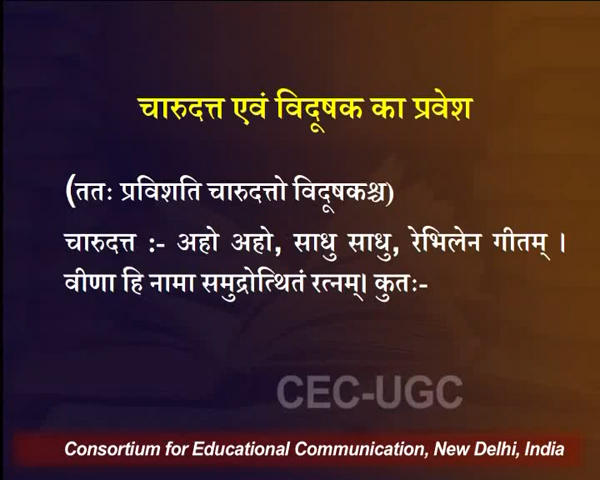 चारुदत्त एवं विदूषक का प्रवेश
(ततः प्रविशति चारुदत्तो विदूषकश्च)
चारुदत्त :- अहो अहो, साधु साधु, रेभिलेन गीतम् ।
वीणा हि नामा समुद्रोत्थितं रत्नम्। कुतः-
CEC-UGC
Consortium for Educational Communication, New Delhi, India